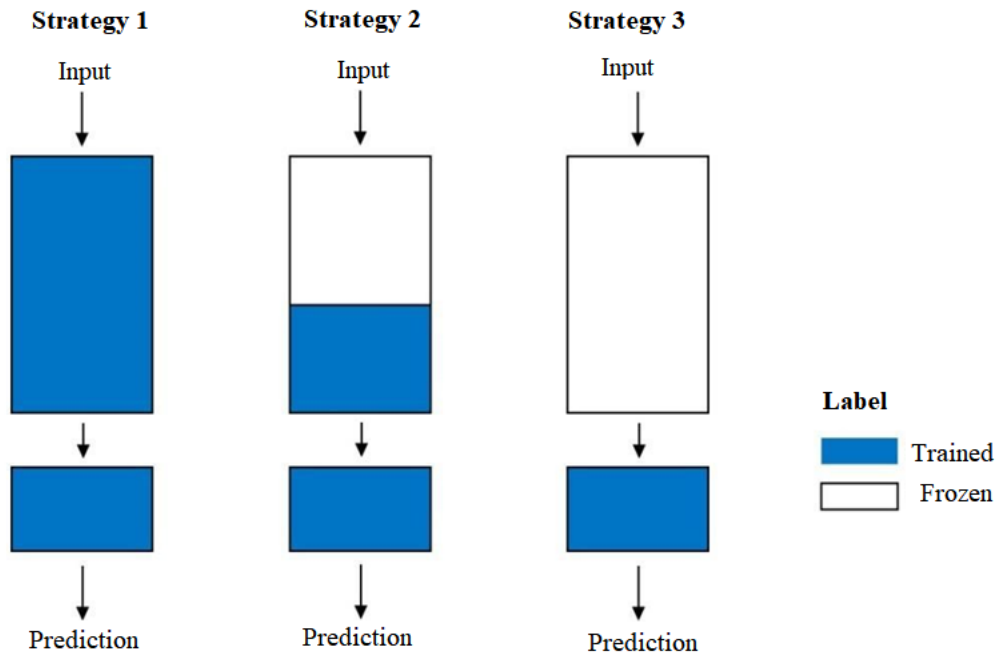 Strategy 1
Strategy 2
Strategy 3
Input
Input
Input
Label
Trained
Frozen
Prediction
Prediction
Prediction